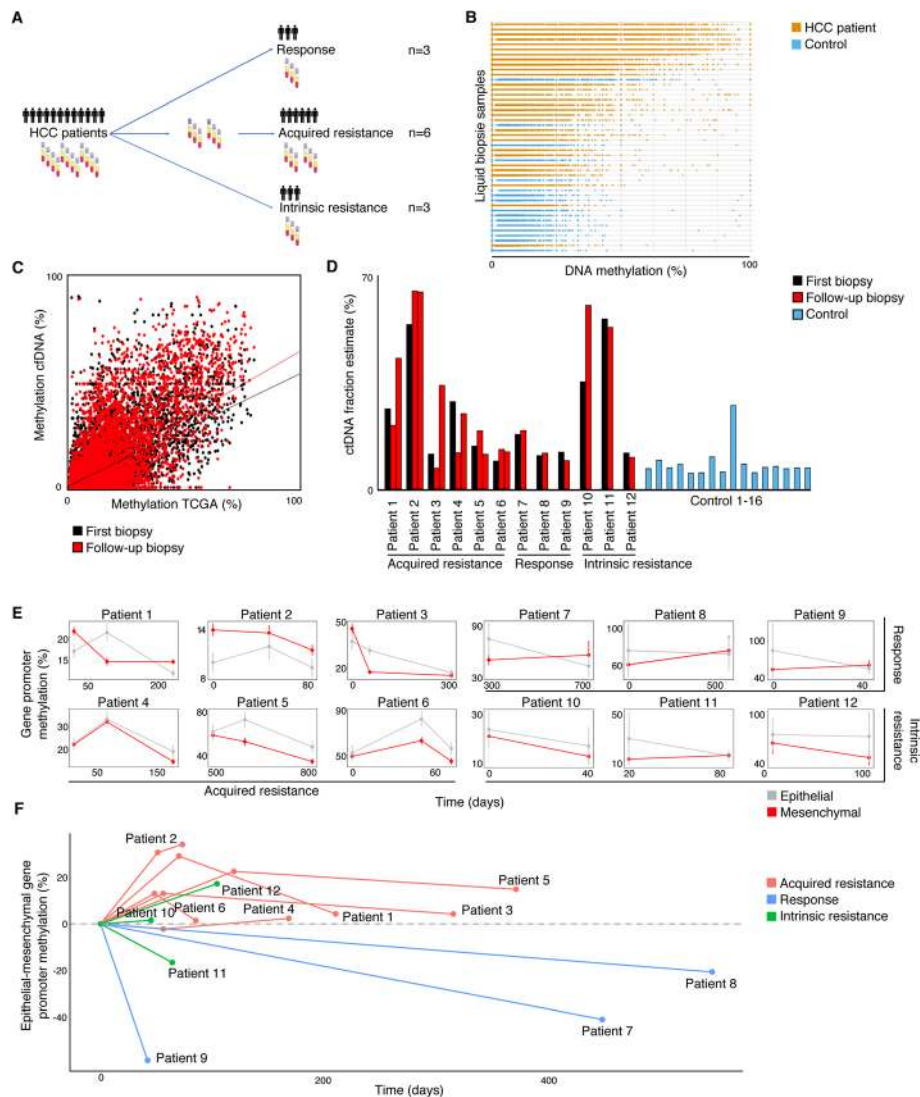 A
Response
n=3
HCC patients
Acquired resistance
n=6
Intrinsic resistance
n=3
B
HCC patient
Control
Liquid biopsie samples
0
100
DNA methylation (%)
C
100
Methylation cfDNA (%)
0
0
100
Methylation TCGA (%)
First biopsy
Follow-up biopsy
D
70
ctDNA fraction estimate (%)
0
First biopsy
Follow-up biopsy
Control
Patient 1
Patient 2
Patient 3
Patient 4
Patient 5
Patient 6
Patient 7
Patient 8
Patient 9
Patient 10
Patient 11
Patient 12
Control 1-16
Acquired resistance
Response
Intrinsic resistance
E
Gene promoter
methylation (%)
Patient 1
20
15
50
200
Patient 2
14
8
0
80
Patient 3
40
20
0
300
Patient 7
90
30
300
700
Patient 8
100
60
0
500
Patient 9
100
40
0
40
Response
Patient 4
30
20
50
150
Patient 5
80
40
500
800
Patient 6
90
50
0
60
Patient 10
30
10
0
40
Patient 11
30
10
20
80
Patient 12
100
40
0
100
Intrinsic
resistance
Acquired resistance
Time (days)
Epithelial
Mesenchymal
F
Epithelial-mesenchymal gene
promoter methylation (%)
20
0
-20
-40
Patient 2
Patient 12
Patient 5
Patient 10
Patient 6
Patient 4
Patient 1
Patient 3
Patient 11
Patient 8
Patient 7
Patient 9
0
200
400
Time (days)
Acquired resistance
Response
Intrinsic resistance